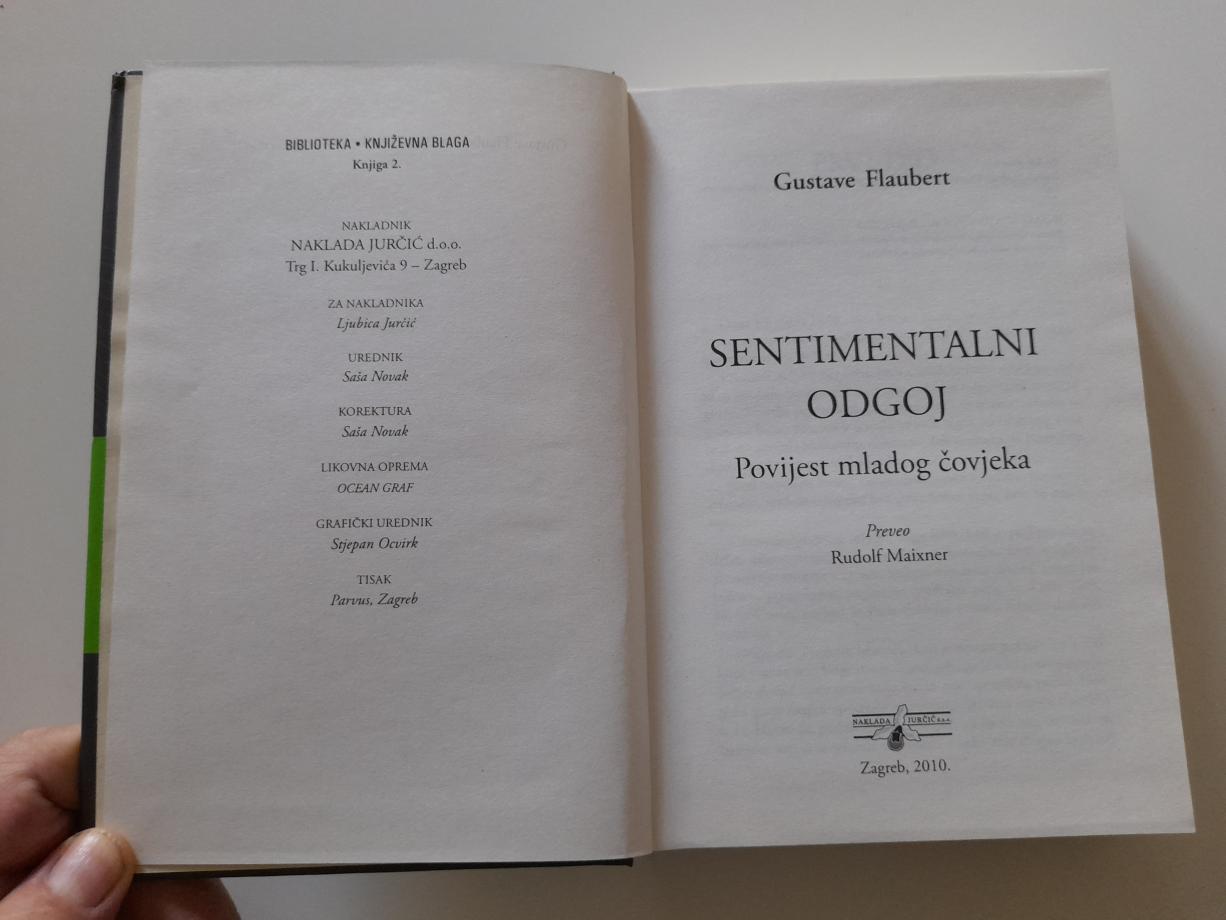 BIBLIOTEKA • KNJIŽEVNA BLAGA
Knjiga 2.
NAKLADNIK
NAKLADA JURČIĆ d.o.o.
Trg I. Kukuljevića 9 – Zagreb
ZA NAKLADNIKA
Ljubica Jurčić
UREDNIK
Saša Novak
KOREKTURA
Saša Novak
LIKOVNA OPREMA
OCEAN GRAF
GRAFIČKI UREDNIK
Stjepan Ocvirk
TISAK
Parvus, Zagreb
Gustave Flaubert
SENTIMENTALNI
ODGOJ
Povijest mladog čovjeka
Preveo
Rudolf Maixner
NAKLADA JURČIĆ d.o.o.
Zagreb, 2010.